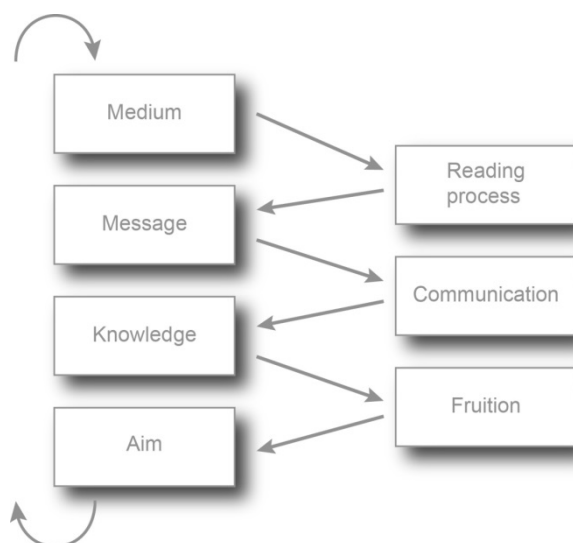 Medium
Reading
process
Message
Communication
Knowledge
Fruition
Aim